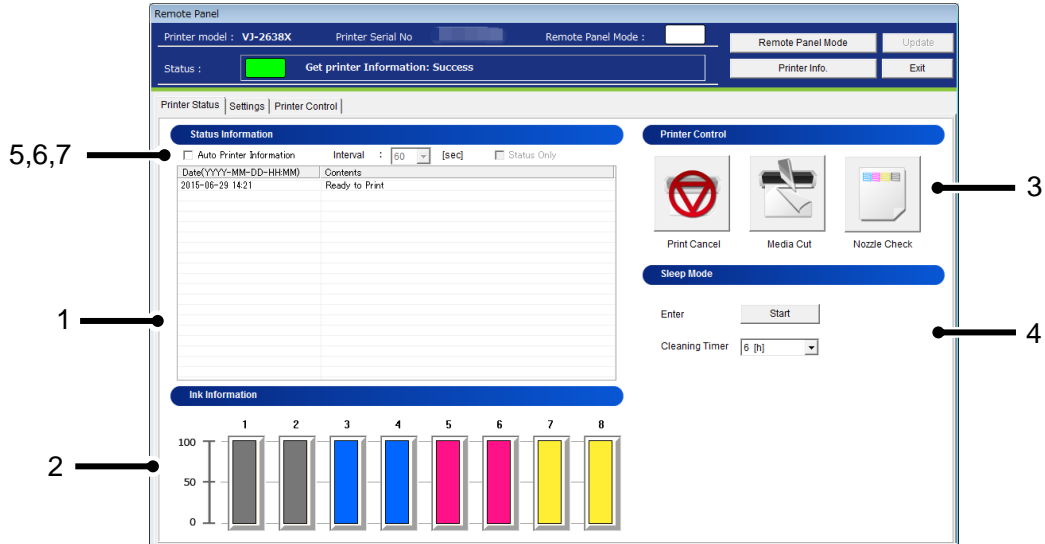 Remote Panel
Printer model : VJ-2638X Printer Serial No Remote Panel Mode :
Remote Panel Mode Update
Status : Get printer Information: Success
Printer Info. Exit
Printer Status Settings Printer Control
Status Information
Auto Printer Information Interval : 60 [sec] Status Only
Date(YYYY-MM-DD-HH:MM) Contents
2015-06-29 14:21 Ready to Print
Printer Control
Print Cancel Media Cut Nozzle Check
Sleep Mode
Enter Start
Cleaning Timer 6 [h]
Ink Information
1 2 3 4 5 6 7 8
100
50
0
5,6,7
1
2
3
4